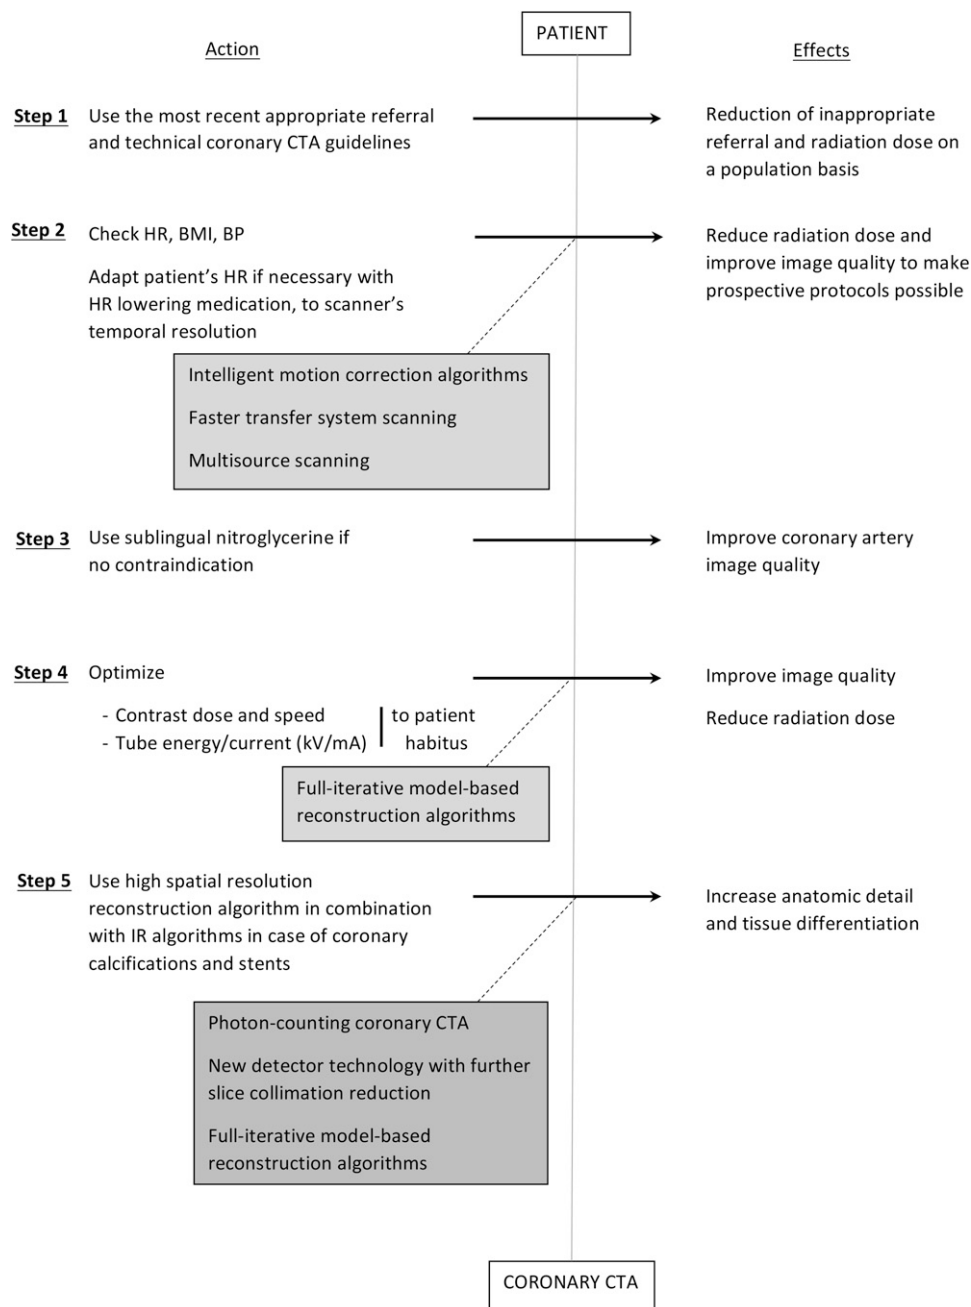 PATIENT
Action
Effects
Step 1 Use the most recent appropriate referral
and technical coronary CTA guidelines
Reduction of inappropriate
referral and radiation dose on
a population basis
Step 2 Check HR, BMI, BP
Adapt patient's HR if necessary with
HR lowering medication, to scanner's
temporal resolution
Reduce radiation dose and
improve image quality to make
prospective protocols possible
Intelligent motion correction algorithms
Faster transfer system scanning
Multisource scanning
Step 3 Use sublingual nitroglycerine if
no contraindication
Improve coronary artery
image quality
Step 4 Optimize
- Contrast dose and speed
- Tube energy/current (kV/mA)
to patient
habitus
Improve image quality
Reduce radiation dose
Full-iterative model-based
reconstruction algorithms
Step 5 Use high spatial resolution
reconstruction algorithm in combination
with IR algorithms in case of coronary
calcifications and stents
Increase anatomic detail
and tissue differentiation
Photon-counting coronary CTA
New detector technology with further
slice collimation reduction
Full-iterative model-based
reconstruction algorithms
CORONARY CTA